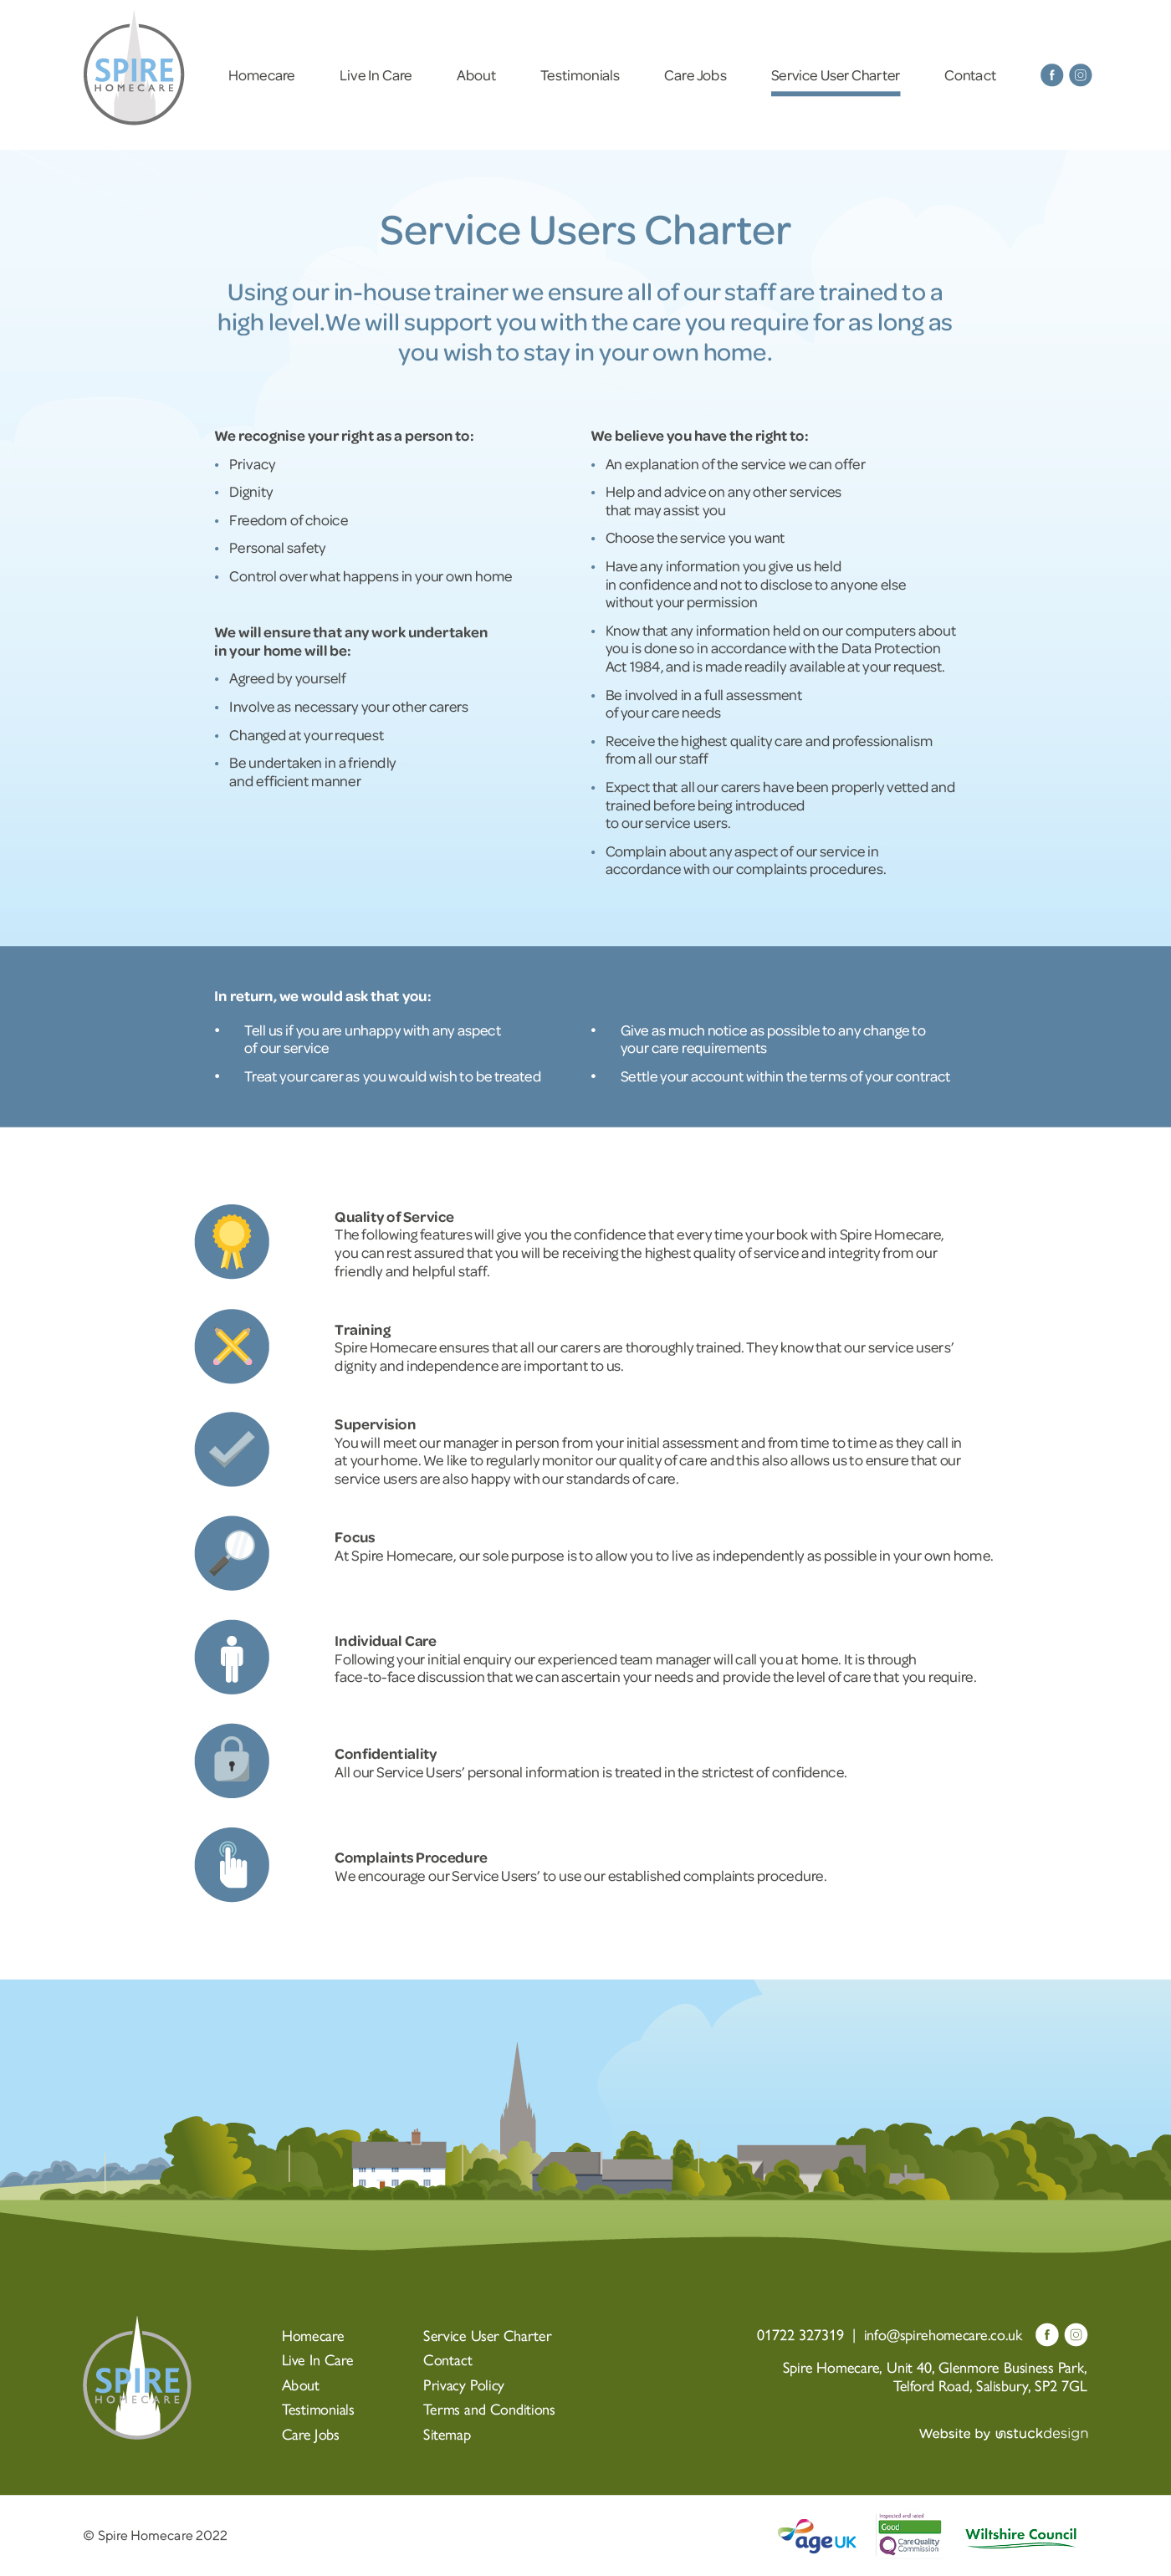 SPIRE
HOMECARE
Homecare
Live In Care
About
Testimonials
Care Jobs
Service User Charter
Contact
Service Users Charter
Using our in-house trainer we ensure all of our staff are trained to a
high level.We will support you with the care you require for as long as
you wish to stay in your own home.
We recognise your right as a person to:
• Privacy
• Dignity
• Freedom of choice
• Personal safety
• Control over what happens in your own home
We will ensure that any work undertaken
in your home will be:
• Agreed by yourself
• Involve as necessary your other carers
• Changed at your request
• Be undertaken in a friendly
and efficient manner
We believe you have the right to:
• An explanation of the service we can offer
• Help and advice on any other services
that may assist you
• Choose the service you want
• Have any information you give us held
in confidence and not to disclose to anyone else
without your permission
• Know that any information held on our computers about
you is done so in accordance with the Data Protection
Act 1984, and is made readily available at your request.
• Be involved in a full assessment
of your care needs
• Receive the highest quality care and professionalism
from all our staff
• Expect that all our carers have been properly vetted and
trained before being introduced
to our service users.
• Complain about any aspect of our service in
accordance with our complaints procedures.
In return, we would ask that you:
• Tell us if you are unhappy with any aspect
of our service
• Treat your carer as you would wish to be treated
• Give as much notice as possible to any change to
your care requirements
• Settle your account within the terms of your contract
Quality of Service
The following features will give you the confidence that every time your book with Spire Homecare,
you can rest assured that you will be receiving the highest quality of service and integrity from our
friendly and helpful staff.
Training
Spire Homecare ensures that all our carers are thoroughly trained. They know that our service users’
dignity and independence are important to us.
Supervision
You will meet our manager in person from your initial assessment and from time to time as they call in
at your home. We like to regularly monitor our quality of care and this also allows us to ensure that our
service users are also happy with our standards of care.
Focus
At Spire Homecare, our sole purpose is to allow you to live as independently as possible in your own home.
Individual Care
Following your initial enquiry our experienced team manager will call you at home. It is through
face-to-face discussion that we can ascertain your needs and provide the level of care that you require.
Confidentiality
All our Service Users’ personal information is treated in the strictest of confidence.
Complaints Procedure
We encourage our Service Users’ to use our established complaints procedure.
SPIRE
HOMECARE
Homecare
Live In Care
About
Testimonials
Care Jobs
Service User Charter
Contact
Privacy Policy
Terms and Conditions
Sitemap
01722 327319 | info@spirehomecare.co.uk
Spire Homecare, Unit 40, Glenmore Business Park,
Telford Road, Salisbury, SP2 7GL
Website by unstuckdesign
© Spire Homecare 2022
age UK
Inspected and rated
Good
CareQuality
Commission
Wiltshire Council